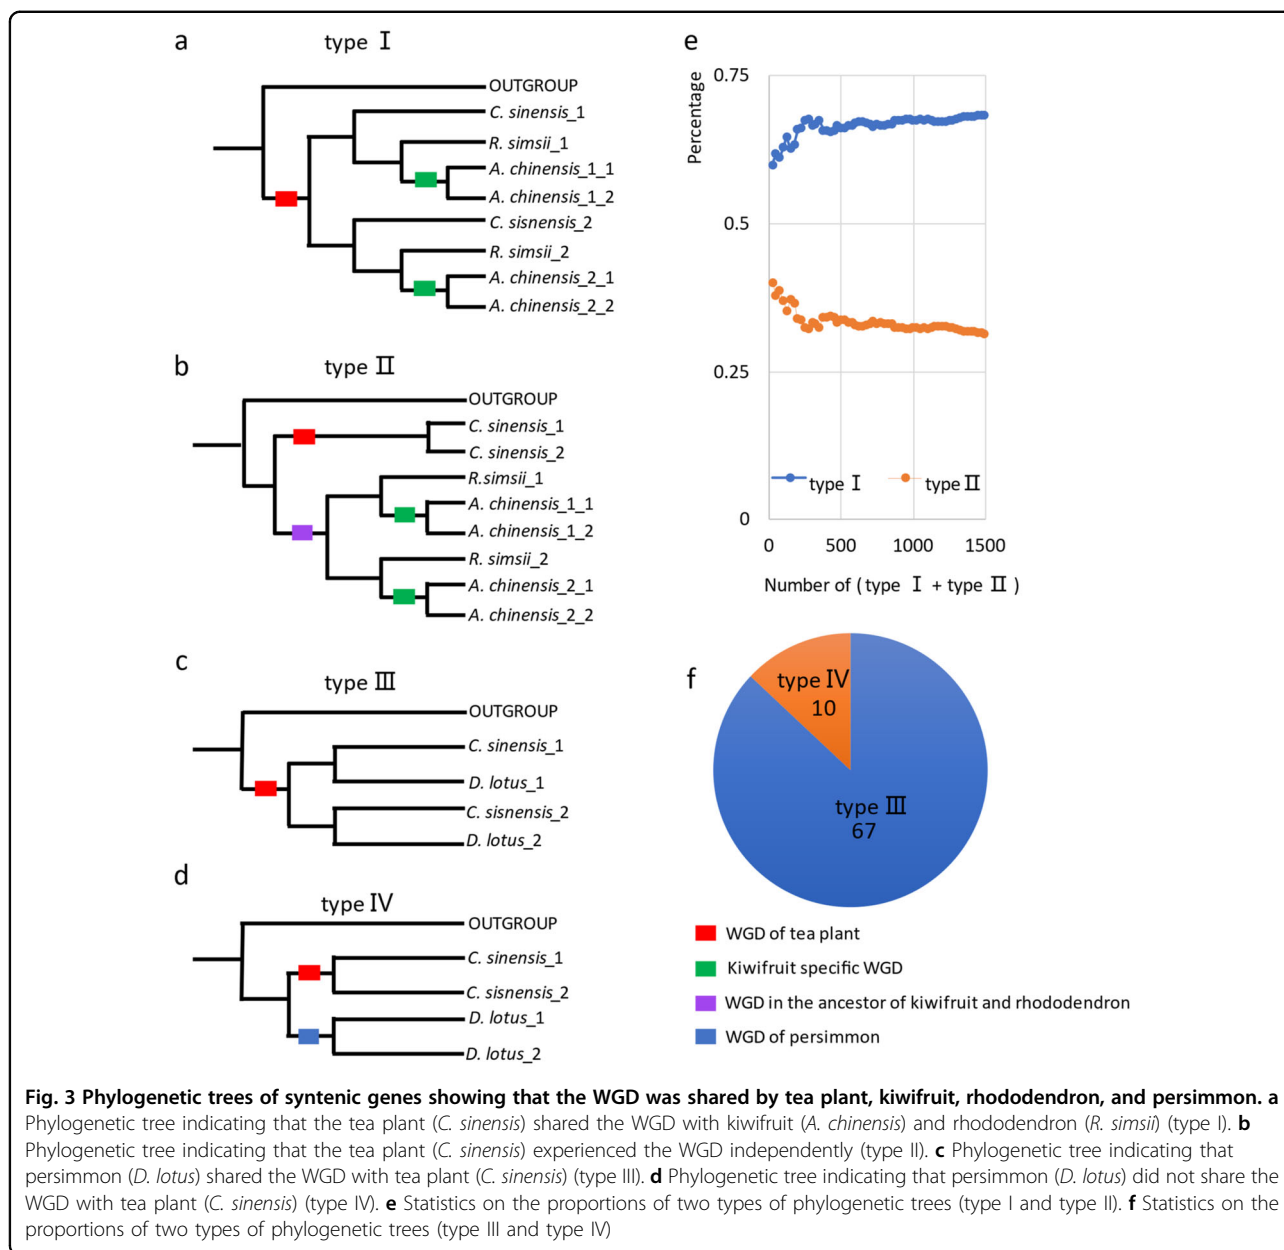 a
type Ⅰ
OUTGROUP
C. sinensis_1
R. simsii_1
A. chinensis_1_1
A. chinensis_1_2
C. sisnensis_2
R. simsii_2
A. chinensis_2_1
A. chinensis_2_2
b
type Ⅱ
OUTGROUP
C. sinensis_1
C. sinensis_2
R.simsii_1
A. chinensis_1_1
A. chinensis_1_2
R. simsii_2
A. chinensis_2_1
A. chinensis_2_2
c
type Ⅲ
OUTGROUP
C. sinensis_1
D. lotus_1
C. sisnensis_2
D. lotus_2
d
type Ⅳ
OUTGROUP
C. sinensis_1
C. sisnensis_2
D. lotus_1
D. lotus_2
e
Percentage
0.75
0.5
0.25
0
type Ⅰ
type Ⅱ
0 500 1000 1500
Number of (type Ⅰ + type Ⅱ)
f
type Ⅳ
10
type Ⅲ
67
WGD of tea plant
Kiwifruit specific WGD
WGD in the ancestor of kiwifruit and rhododendron
WGD of persimmon
Fig. 3 Phylogenetic trees of syntenic genes showing that the WGD was shared by tea plant, kiwifruit, rhododendron, and persimmon. a
Phylogenetic tree indicating that the tea plant (C. sinensis) shared the WGD with kiwifruit (A. chinensis) and rhododendron (R. simsii) (type I). b
Phylogenetic tree indicating that the tea plant (C. sinensis) experienced the WGD independently (type II). c Phylogenetic tree indicating that
persimmon (D. lotus) shared the WGD with tea plant (C. sinensis) (type III). d Phylogenetic tree indicating that persimmon (D. lotus) did not share the
WGD with tea plant (C. sinensis) (type IV). e Statistics on the proportions of two types of phylogenetic trees (type I and type II). f Statistics on the
proportions of two types of phylogenetic trees (type III and type IV)